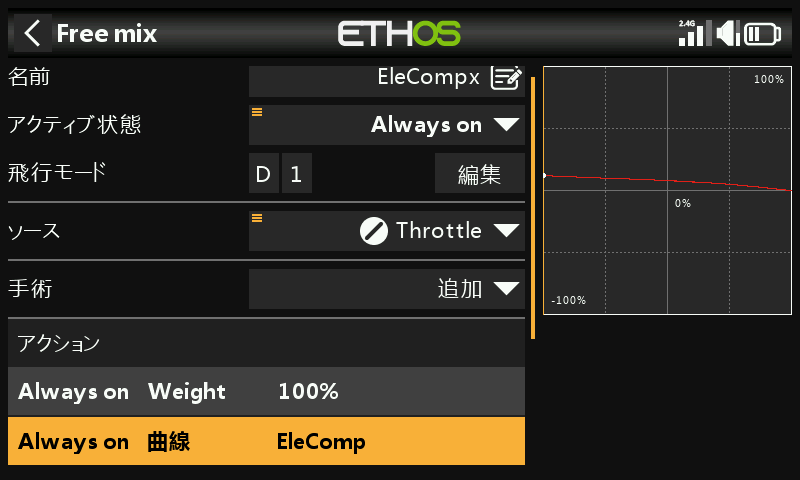 Free mix
ETHOS
2.4G
名前
EleCompx
アクティブ状態
Always on
飛行モード
D 1
編集
ソース
Throttle
手術
追加
アクション
Always on Weight 100%
Always on 曲線 EleComp
100%
0%
-100%